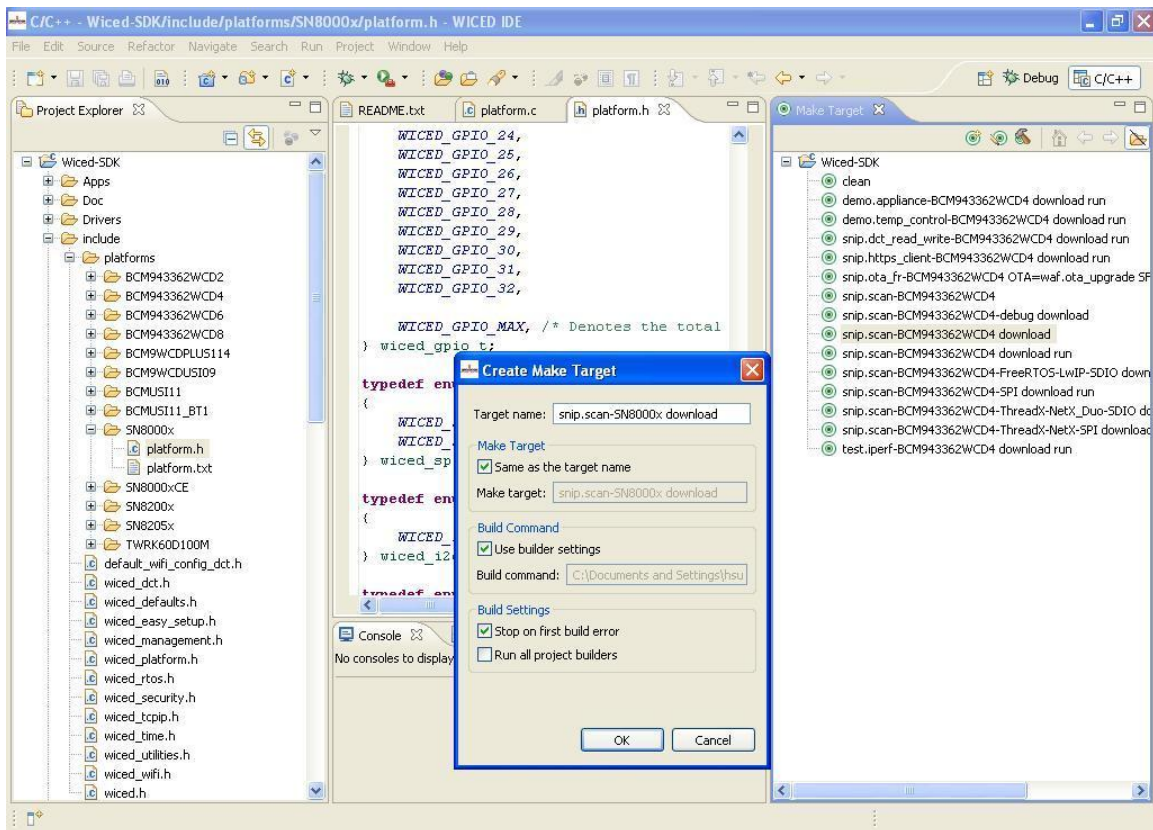 C/C++ - Wiced-SDK/include/platforms/SN8000x/platform.h - WICED IDE
File Edit Source Refactor Navigate Search Run Project Window Help
Debug C/C++
Project Explorer
Wiced-SDK
Apps
Doc
Drivers
include
platforms
BCM943362WCD2
BCM943362WCD4
BCM943362WCD6
BCM943362WCD8
BCM9WCDPLUS114
BCM9WCDUSI09
BCMUSI11
BCMUSI11_BT1
SN8000x
platform.h
platform.txt
SN8000xCE
SN8200x
SN8205x
TWRK60D100M
default_wifi_config_dct.h
wiced_dct.h
wiced_defaults.h
wiced_easy_setup.h
wiced_management.h
wiced_platform.h
wiced_rtos.h
wiced_security.h
wiced_tcpip.h
wiced_time.h
wiced_utilities.h
wiced_wifi.h
wiced.h
README.txt platform.c platform.h
WICED_GPIO_24,
WICED_GPIO_25,
WICED_GPIO_26,
WICED_GPIO_27,
WICED_GPIO_28,
WICED_GPIO_29,
WICED_GPIO_30,
WICED_GPIO_31,
WICED_GPIO_32,
WICED_GPIO_MAX, /* Denotes the total
} wiced_gpio_t;
typedef en
{
WICED_
WICED_
} wiced_sp
typedef en
{
WICED_
} wiced_i2
Console
No consoles to display
Create Make Target
Target name: snip.scan-SN8000x download
Make Target
Same as the target name
Make target: snip.scan-SN8000x download
Build Command
Use builder settings
Build command: C:\Documents and Settings\hsu
Build Settings
Stop on first build error
Run all project builders
OK Cancel
Make Target
Wiced-SDK
clean
demo.appliance-BCM943362WCD4 download run
demo.temp_control-BCM943362WCD4 download run
snip.dct_read_write-BCM943362WCD4 download run
snip.https_client-BCM943362WCD4 download run
snip.ota_fr-BCM943362WCD4 OTA=waf.ota_upgrade SF
snip.scan-BCM943362WCD4
snip.scan-BCM943362WCD4-debug download
snip.scan-BCM943362WCD4 download
snip.scan-BCM943362WCD4 download run
snip.scan-BCM943362WCD4-FreeRTOS-LwIP-SDIO down
snip.scan-BCM943362WCD4-SPI download run
snip.scan-BCM943362WCD4-ThreadX-NetX_Duo-SDIO do
snip.scan-BCM943362WCD4-ThreadX-NetX-SPI download
test.iperf-BCM943362WCD4 download run